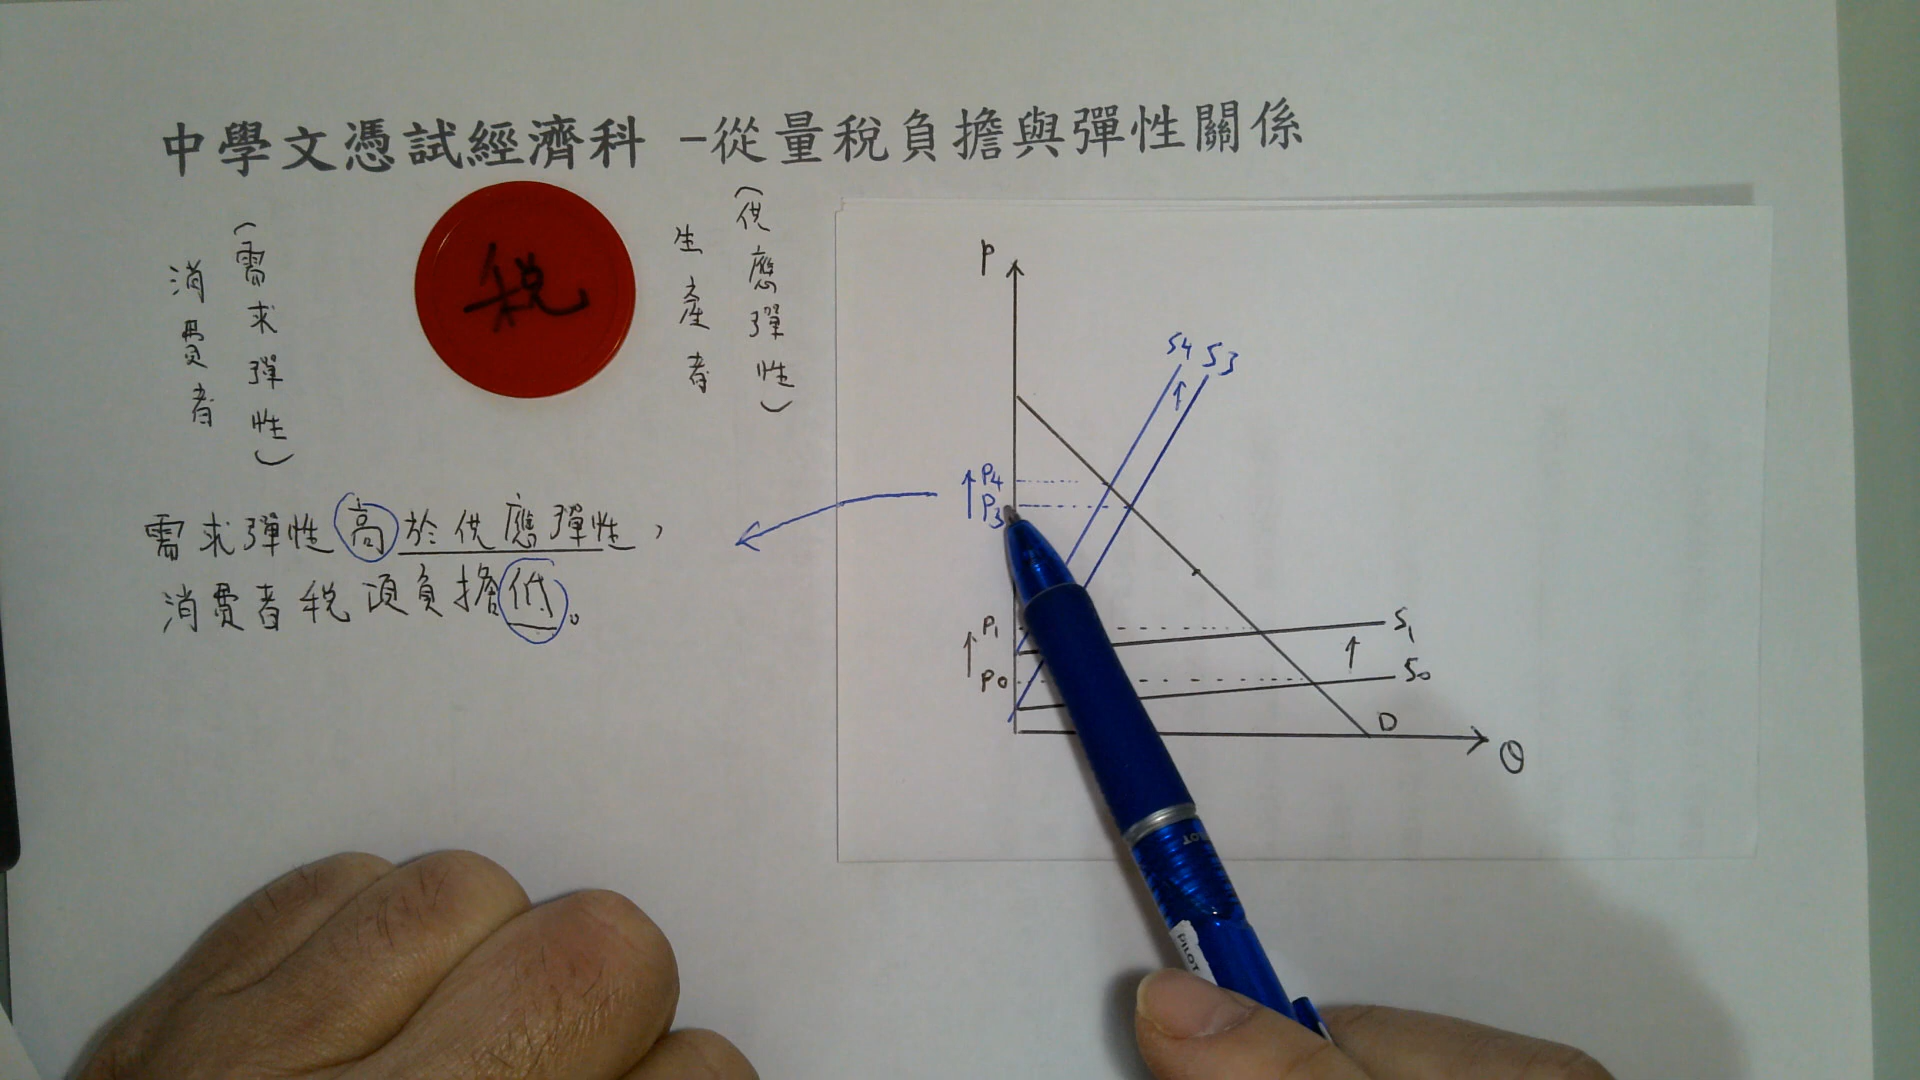 中學文憑試經濟科 -從量稅負擔與彈性關係
消費者
(需求彈性)
税
生產者
(供應彈性)
需求彈性高於供應彈性，
消費者税項負擔低。
P
S4 S3
P4
P3
P1
S1
P0
S0
D
Q
PILOT